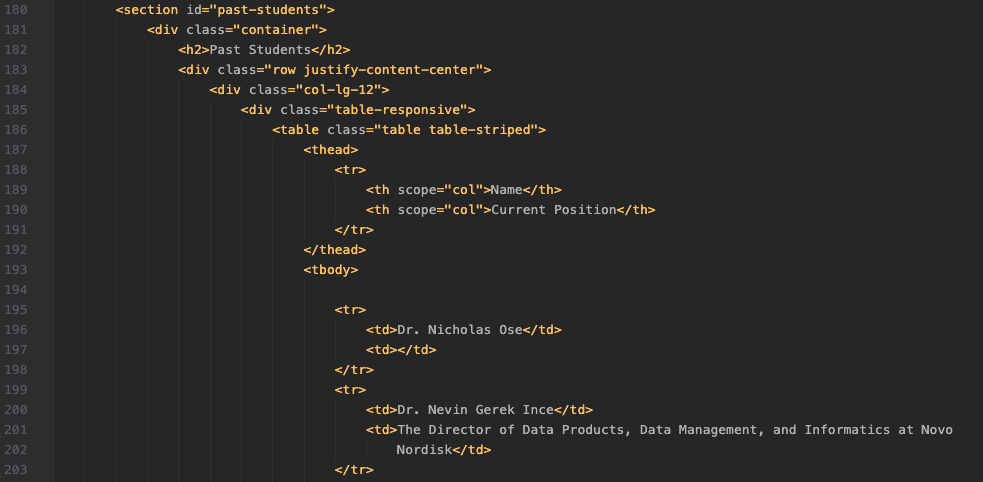 180 <section id="past-students">
181 <div class="container">
182 <h2>Past Students</h2>
183 <div class="row justify-content-center">
184 <div class="col-lg-12">
185 <div class="table-responsive">
186 <table class="table table-striped">
187 <thead>
188 <tr>
189 <th scope="col">Name</th>
190 <th scope="col">Current Position</th>
191 </tr>
192 </thead>
193 <tbody>
194
195 <tr>
196 <td>Dr. Nicholas Ose</td>
197 <td></td>
198 </tr>
199 <tr>
200 <td>Dr. Nevin Gerek Ince</td>
201 <td>The Director of Data Products, Data Management, and Informatics at Novo
202 Nordisk</td>
203 </tr>